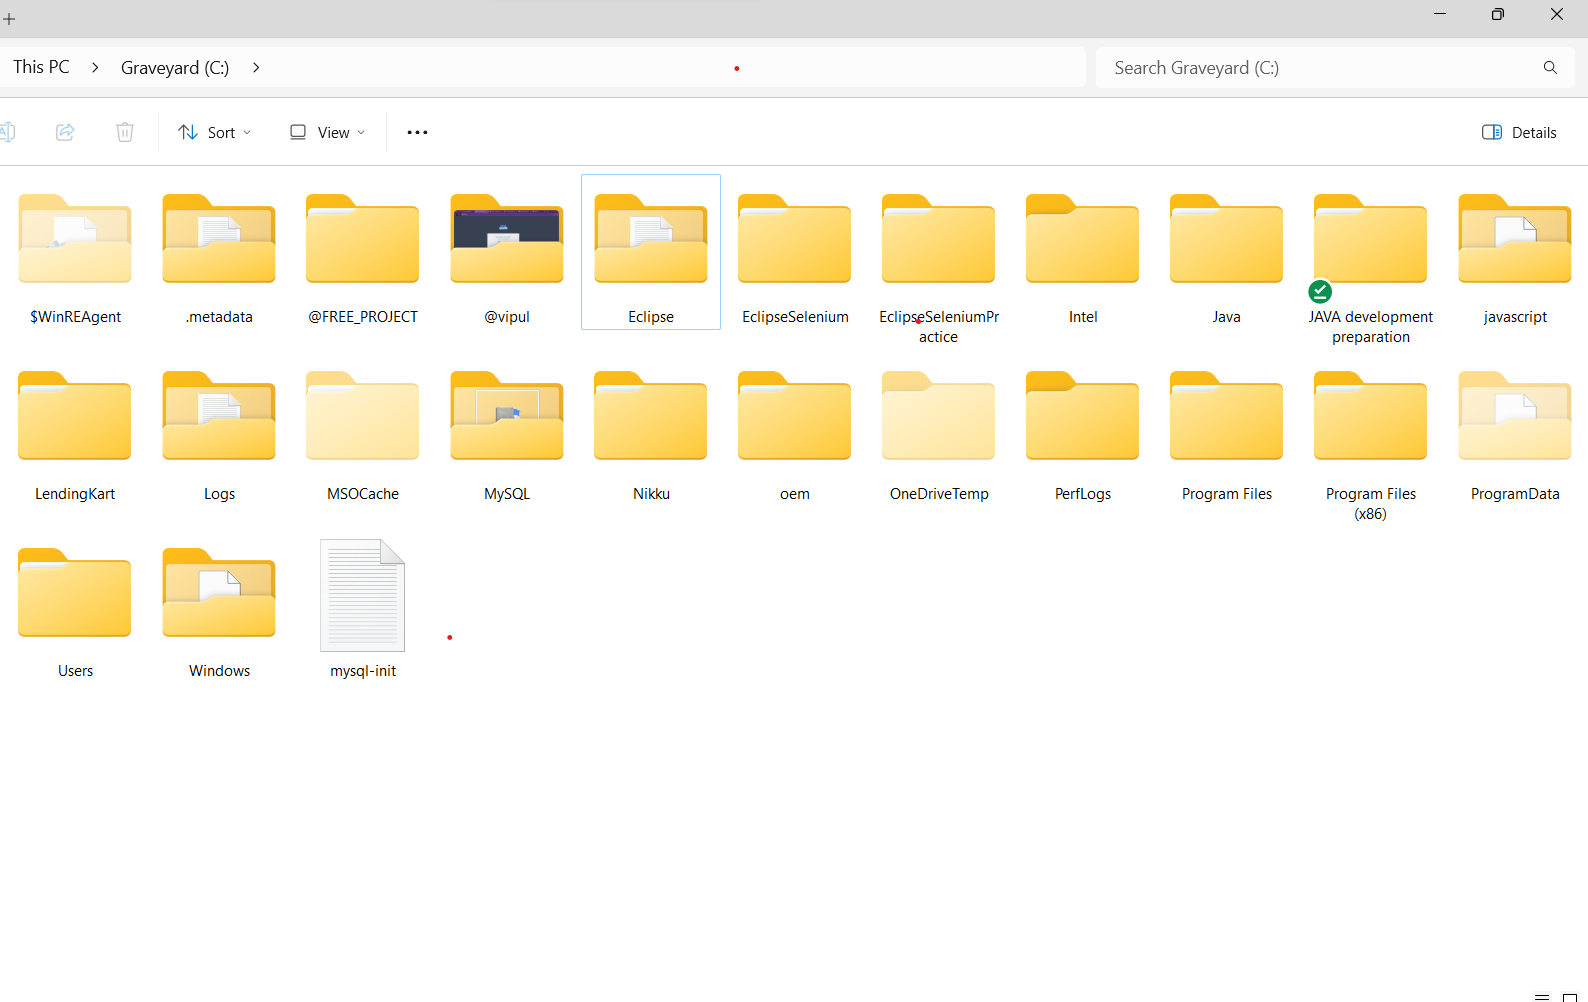 This PC > Graveyard (C:) >
Search Graveyard (C:)
Sort
View
Details
$WinREAgent
.metadata
@FREE_PROJECT
@vipul
Eclipse
EclipseSelenium
EclipseSeleniumPr
actice
Intel
Java
JAVA development
preparation
javascript
LendingKart
Logs
MSOCache
MySQL
Nikku
oem
OneDriveTemp
PerfLogs
Program Files
Program Files
(x86)
ProgramData
Users
Windows
mysql-init